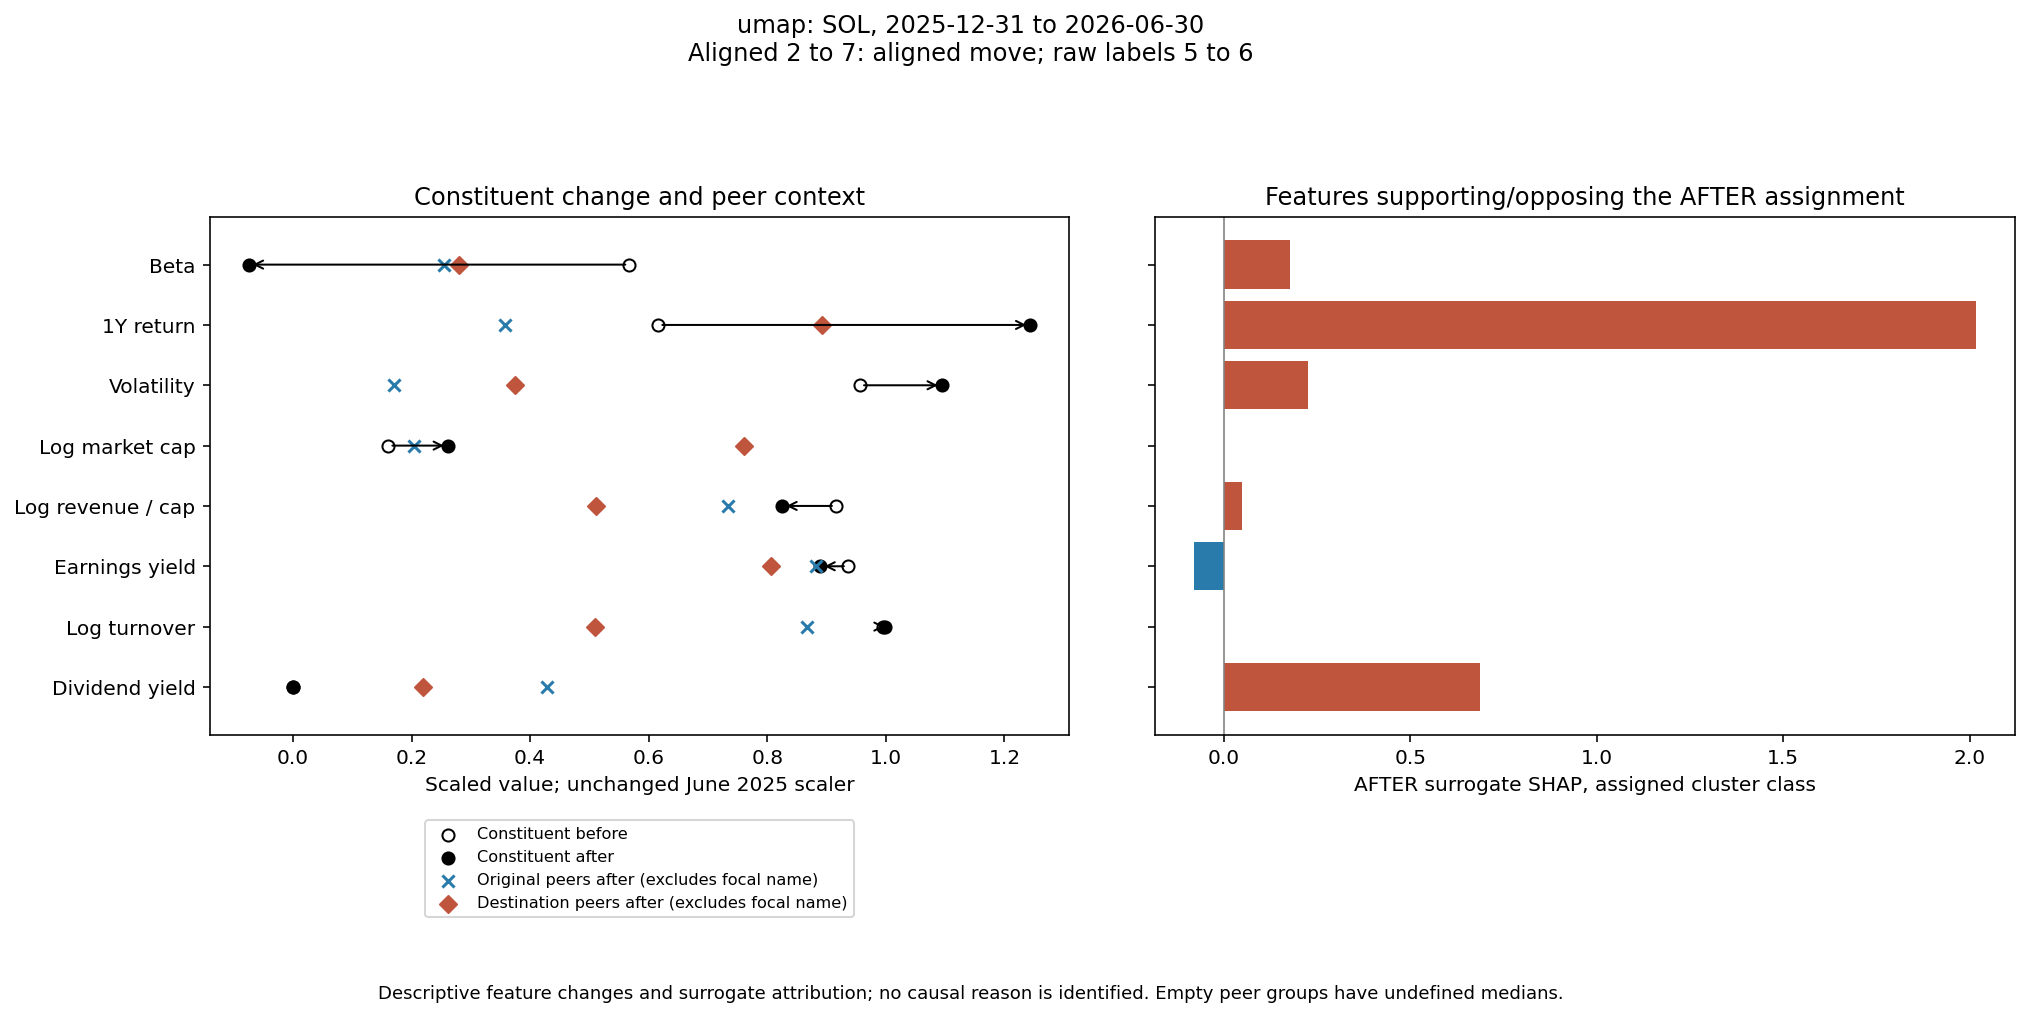 umap: SOL, 2025-12-31 to 2026-06-30
Aligned 2 to 7: aligned move; raw labels 5 to 6
Constituent change and peer context
Beta
1Y return
Volatility
Log market cap
Log revenue / cap
Earnings yield
Log turnover
Dividend yield
0.0 0.2 0.4 0.6 0.8 1.0 1.2
Scaled value; unchanged June 2025 scaler
Constituent before
Constituent after
Original peers after (excludes focal name)
Destination peers after (excludes focal name)
Features supporting/opposing the AFTER assignment
0.0 0.5 1.0 1.5 2.0
AFTER surrogate SHAP, assigned cluster class
Descriptive feature changes and surrogate attribution; no causal reason is identified. Empty peer groups have undefined medians.